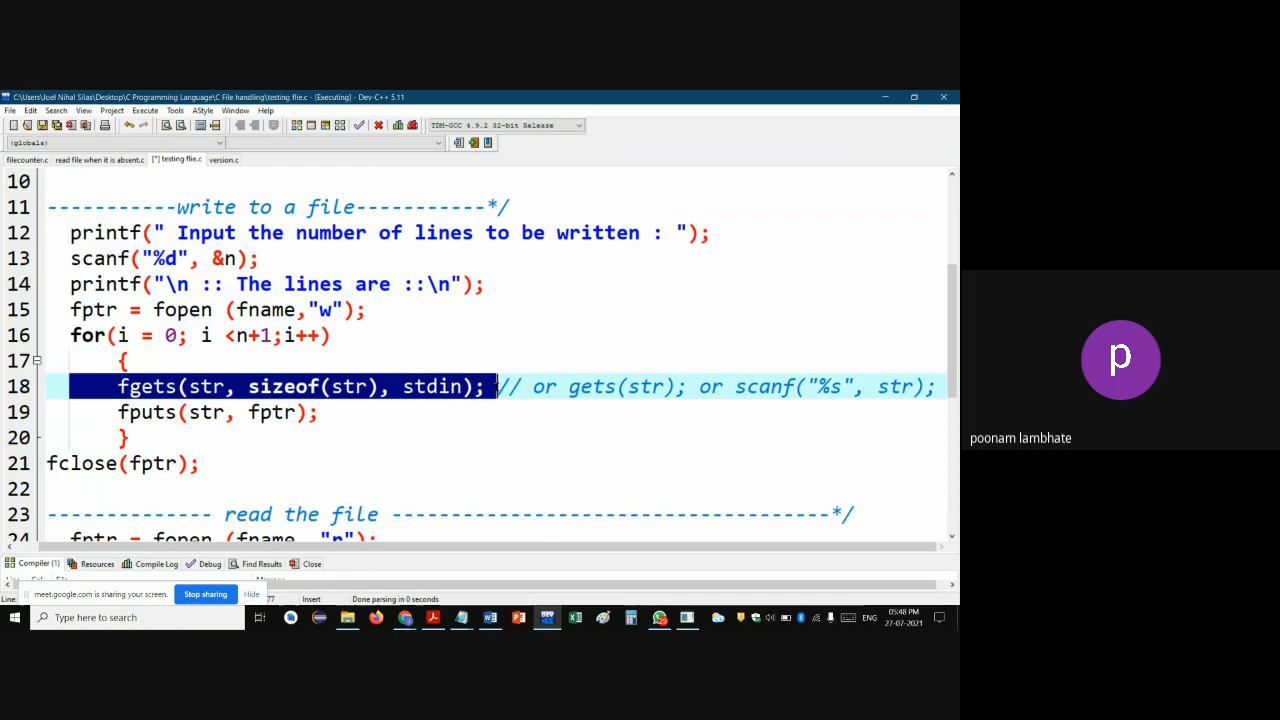 C:\Users\Joel Nihal Silas\Desktop\C Programming Language\C File handling\testing flie.c - [Executing] - Dev-C++ 5.11
File Edit Search View Project Execute Tools AStyle Window Help
TDM-GCC 4.9.2 32-bit Release
(globals)
filecounter.c read file when it is absent.c [*] testing flie.c version.c
10
11 -----------write to a file-----------*/
12 printf(" Input the number of lines to be written : ");
13 scanf("%d", &n);
14 printf("\n :: The lines are ::\n");
15 fptr = fopen (fname,"w");
16 for(i = 0; i <n+1;i++)
17 {
18 fgets(str, sizeof(str), stdin); // or gets(str); or scanf("%s", str);
19 fputs(str, fptr);
20 }
21 fclose(fptr);
22
23 ------------- read the file ------------------------------------*/
24 fptr = fopen (fname, "r");
Compiler (1) Resources Compile Log Debug Find Results Close
meet.google.com is sharing your screen. Stop sharing Hide
Line: 77 Insert Done parsing in 0 seconds
Type here to search
ENG
05:48 PM
27-07-2021
p
poonam lambhate